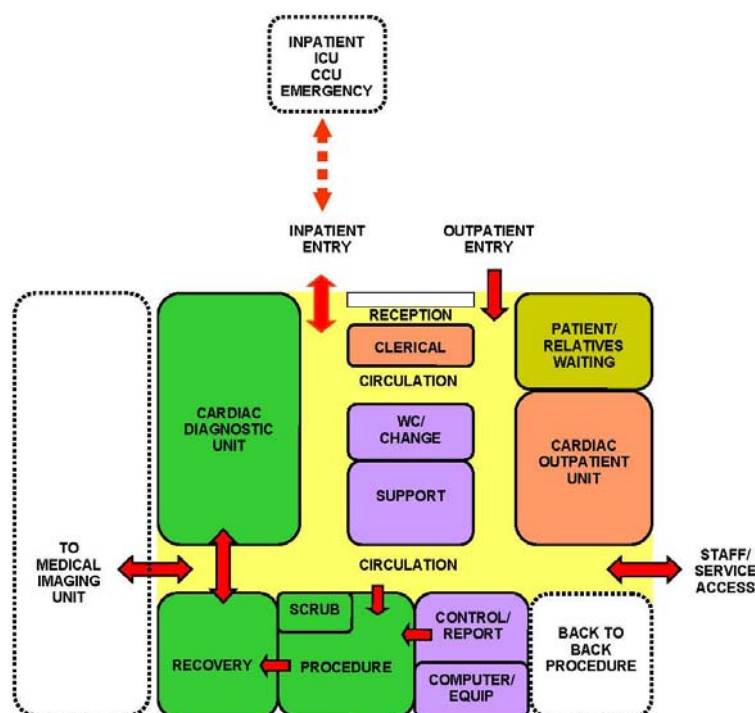 INPATIENT
ICU
CCU
EMERGENCY
INPATIENT
ENTRY
OUTPATIENT
ENTRY
RECEPTION
CLERICAL
CIRCULATION
PATIENT/
RELATIVES
WAITING
CARDIAC
DIAGNOSTIC
UNIT
WC/
CHANGE
SUPPORT
CARDIAC
OUTPATIENT
UNIT
TO
MEDICAL
IMAGING
UNIT
CIRCULATION
STAFF/
SERVICE
ACCESS
RECOVERY
SCRUB
PROCEDURE
CONTROL/
REPORT
COMPUTER/
EQUIP
BACK TO
BACK
PROCEDURE